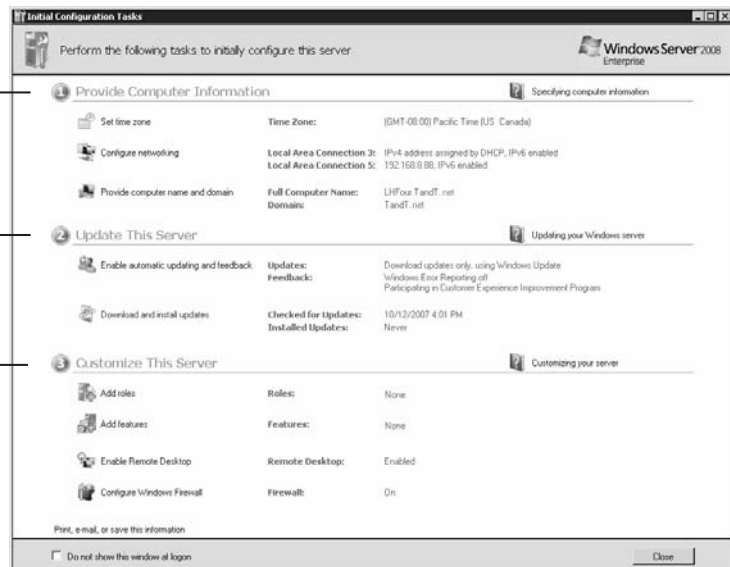 Initial Configuration Tasks
Perform the following tasks to initially configure this server
Windows Server 2008
Enterprise
1 Provide Computer Information
Specifying computer information
Set time zone Time Zone: (GMT-08:00) Pacific Time (US Canada)
Configure networking Local Area Connection 3: IPv4 address assigned by DHCP, IPv6 enabled
Local Area Connection 5: 192.168.8.88, IPv6 enabled
Provide computer name and domain Full Computer Name: LHFour.TandT.net
Domain: TandT.net
2 Update This Server
Updating your Windows server
Enable automatic updating and feedback Updates: Download updates only, using Windows Update
Feedback: Windows Error Reporting off
Participating in Customer Experience Improvement Program
Download and install updates Checked for Updates: 10/12/2007 4:01 PM
Installed Updates: Never
3 Customize This Server
Customizing your server
Add roles Roles: None
Add features Features: None
Enable Remote Desktop Remote Desktop: Enabled
Configure Windows Firewall Firewall: On
Print, e-mail, or save this information
Do not show this window at logon
Close